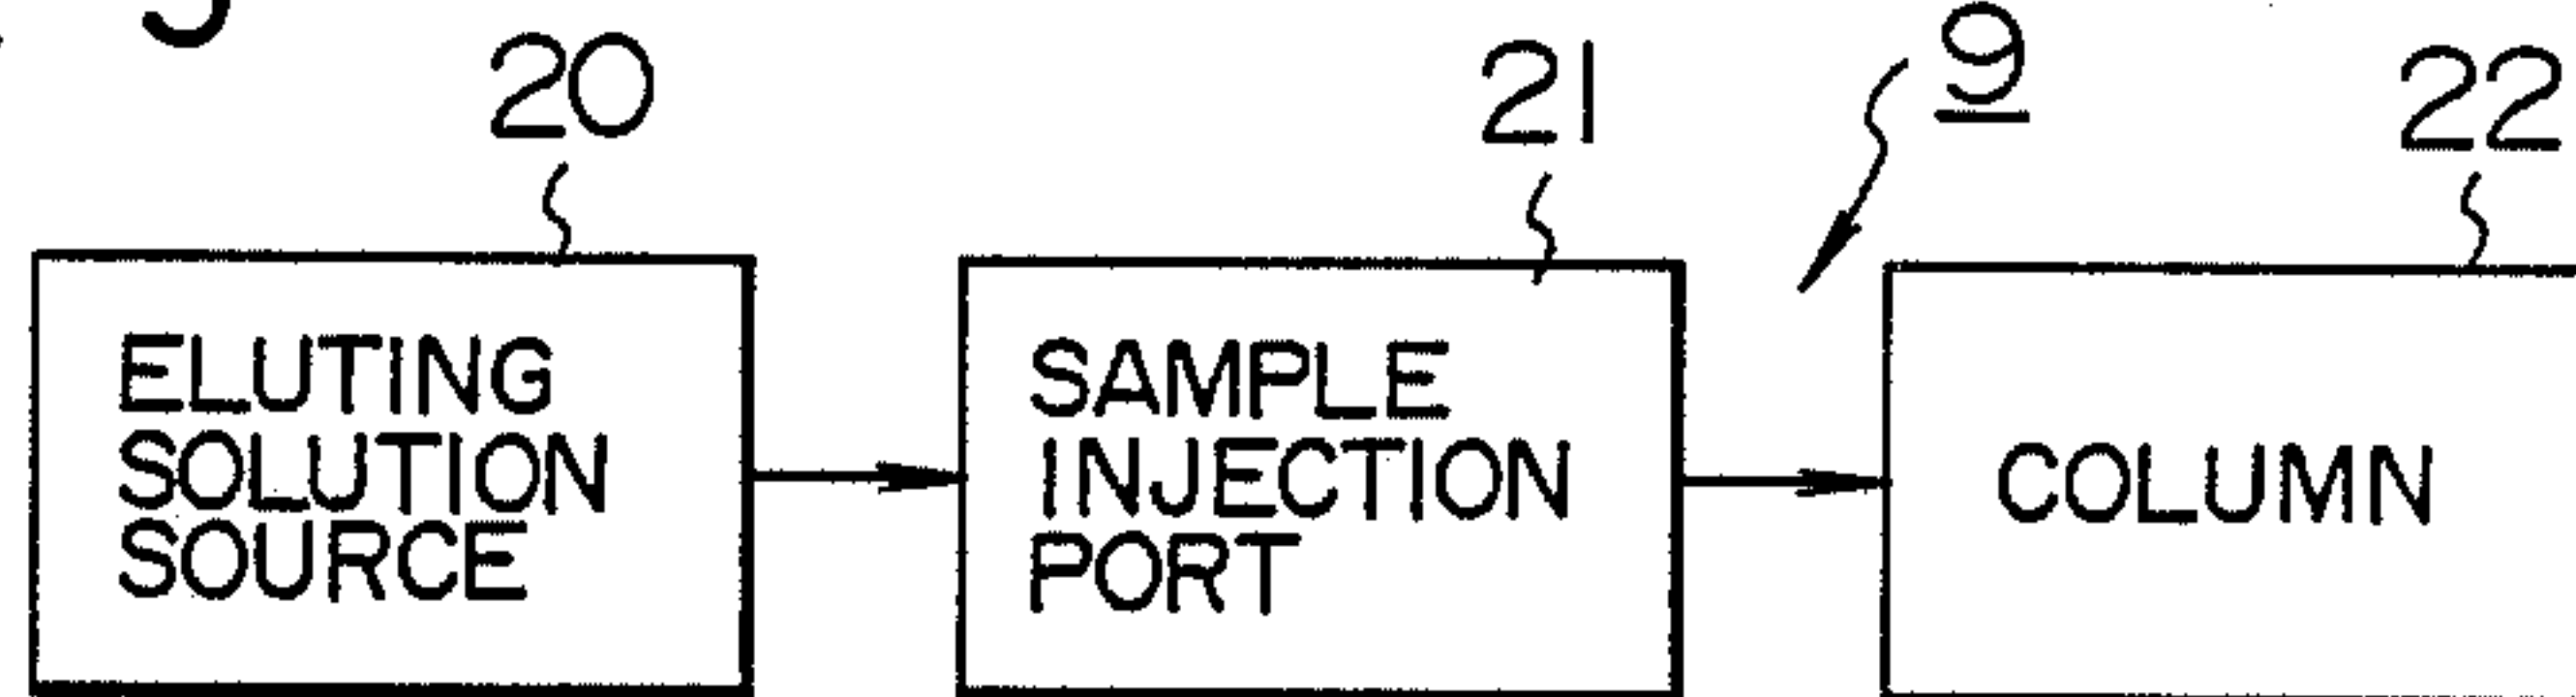 20
21
9
22
ELUTING
SOLUTION
SOURCE
SAMPLE
INJECTION
PORT
COLUMN